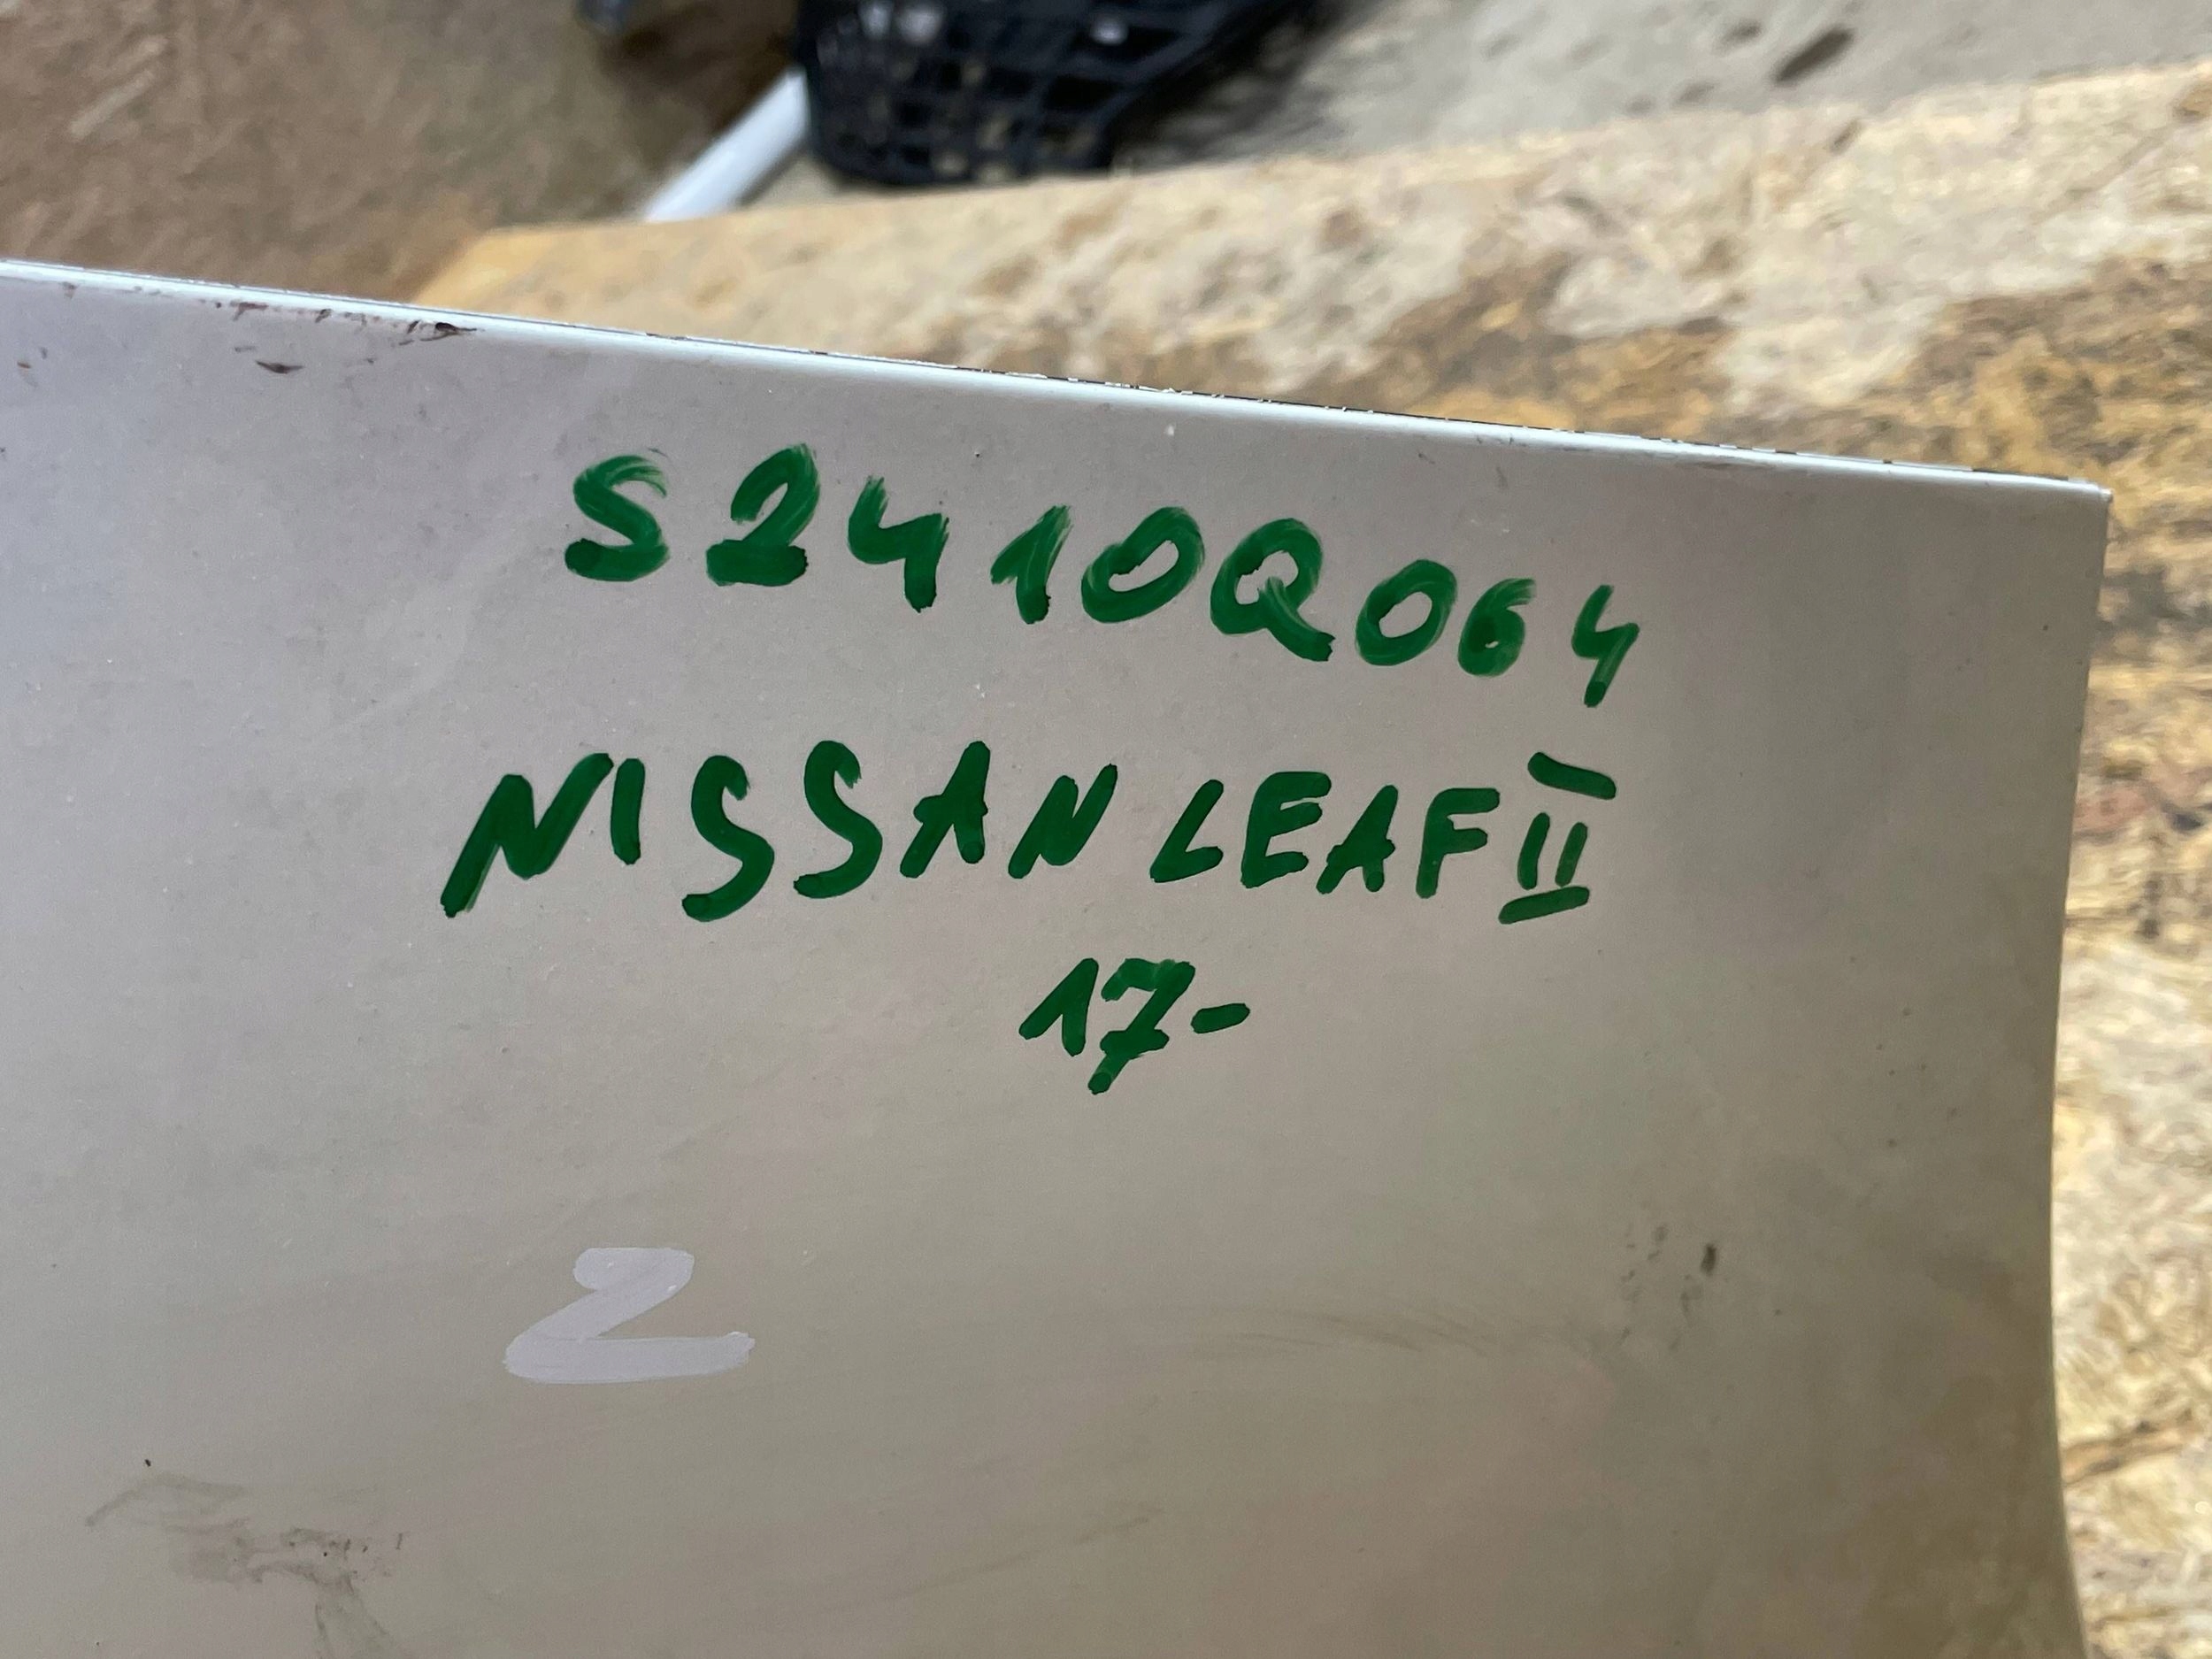 S2410Q064
NISSAN LEAF II
17-
Z